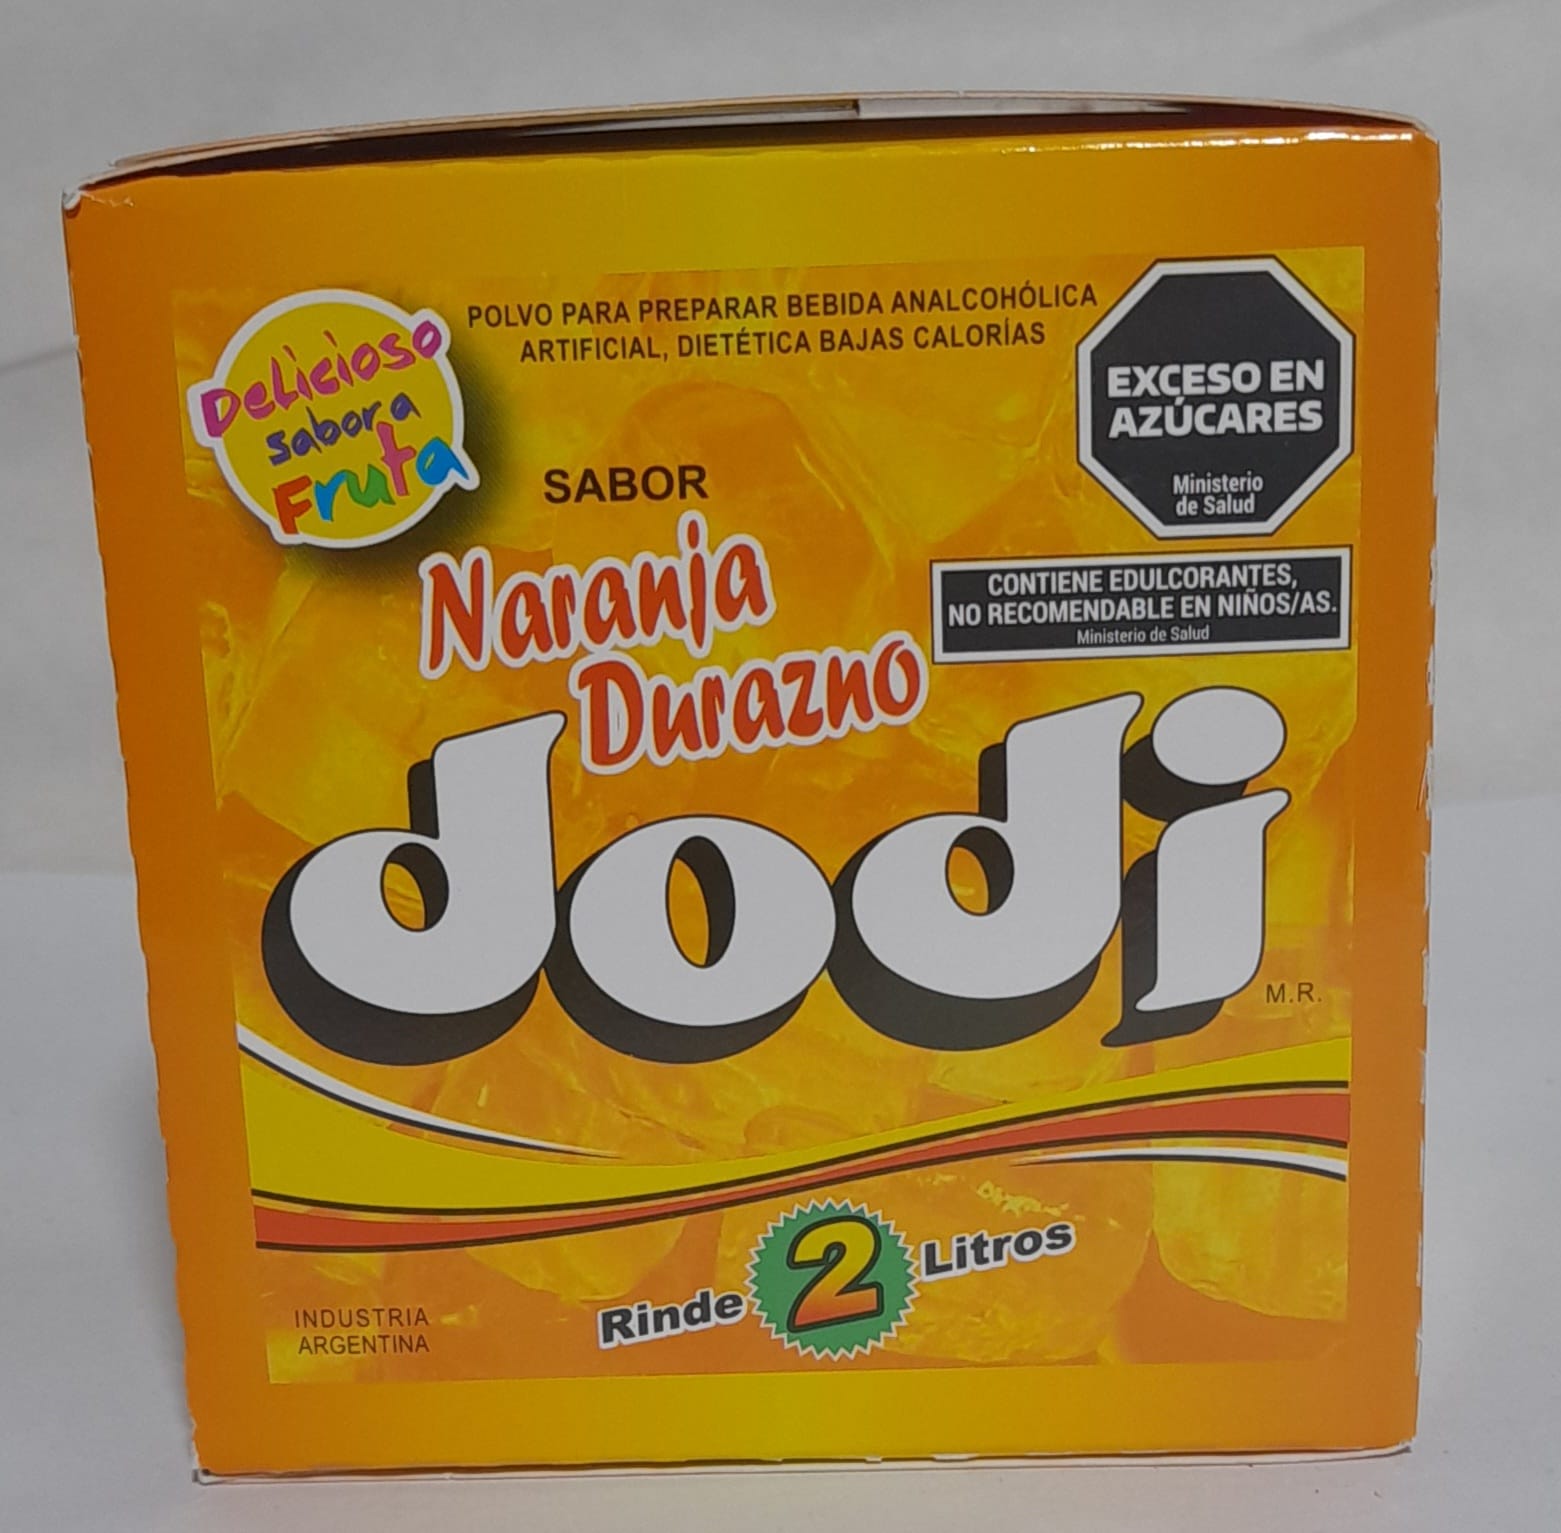 Delicioso
sabor a
Fruta
POLVO PARA PREPARAR BEBIDA ANALCOHÓLICA
ARTIFICIAL, DIETÉTICA BAJAS CALORÍAS
EXCESO EN
AZÚCARES
Ministerio
de Salud
SABOR
Naranja
Durazno
CONTIENE EDULCORANTES,
NO RECOMENDABLE EN NIÑOS/AS.
Ministerio de Salud
dodi
M.R.
INDUSTRIA
ARGENTINA
Rinde 2 Litros